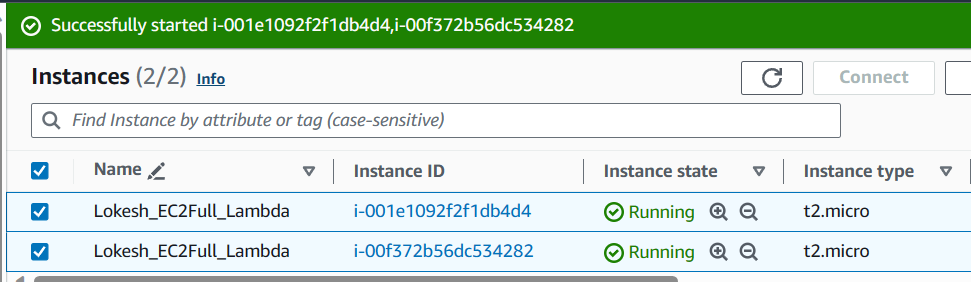 Successfully started i-001e1092f2f1db4d4,i-00f372b56dc534282
Instances (2/2) Info
Connect
Find Instance by attribute or tag (case-sensitive)
Name Instance ID Instance state Instance type
Lokesh_EC2Full_Lambda i-001e1092f2f1db4d4 Running t2.micro
Lokesh_EC2Full_Lambda i-00f372b56dc534282 Running t2.micro